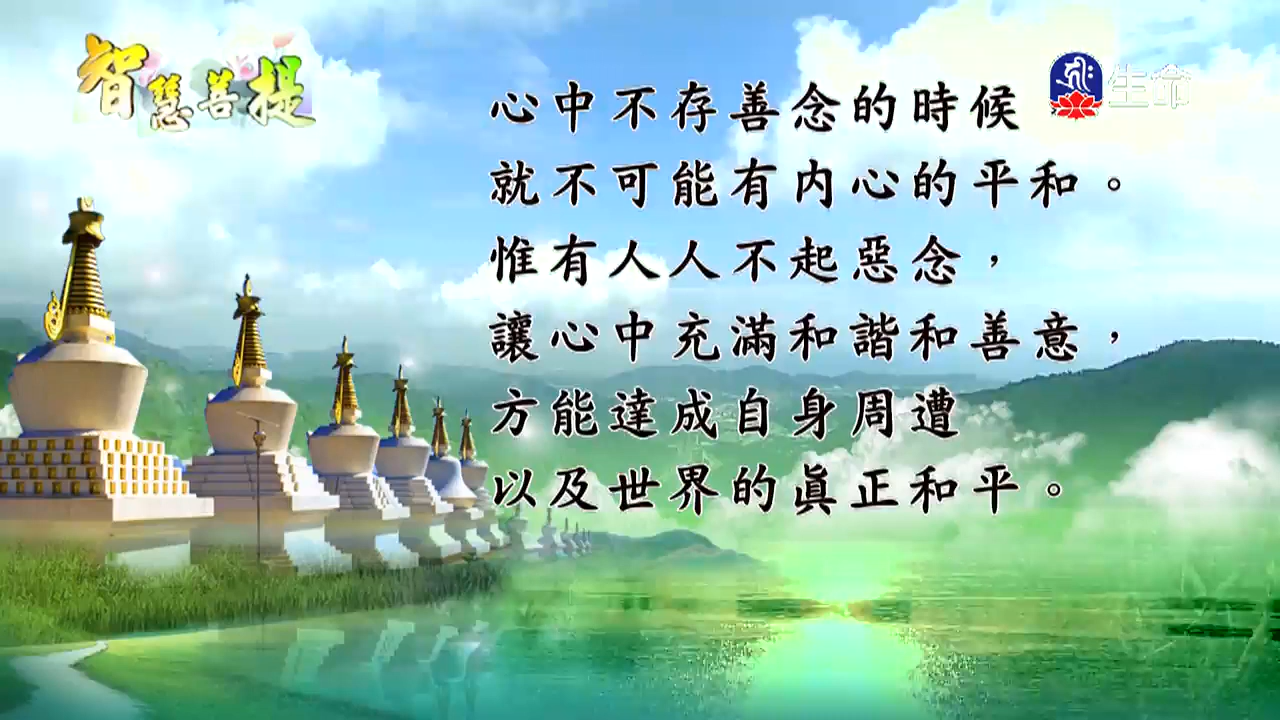 智慧菩提
生命
心中不存善念的時候
就不可能有内心的平和。
惟有人人不起惡念，
讓心中充滿和諧和善意，
方能達成自身周遭
以及世界的眞正和平。